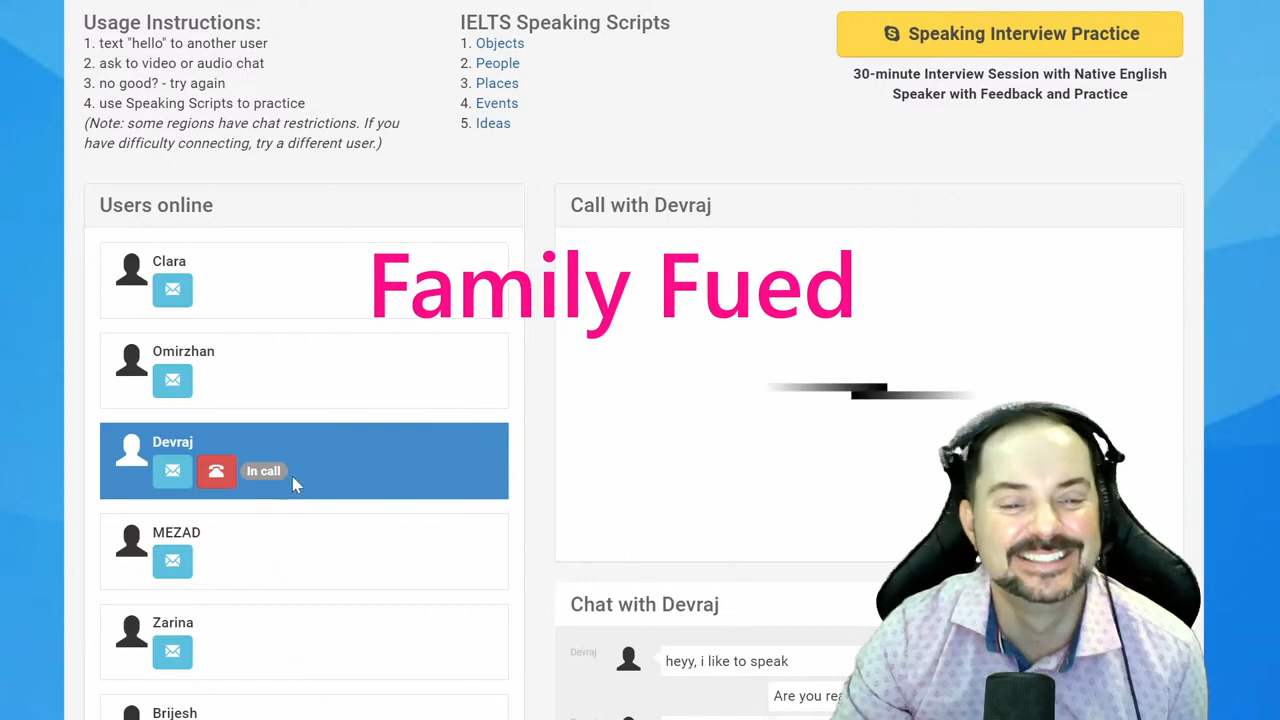 Usage Instructions:
1. text "hello" to another user
2. ask to video or audio chat
3. no good? - try again
4. use Speaking Scripts to practice
(Note: some regions have chat restrictions. If you
have difficulty connecting, try a different user.)
IELTS Speaking Scripts
1. Objects
2. People
3. Places
4. Events
5. Ideas
Speaking Interview Practice
30-minute Interview Session with Native English
Speaker with Feedback and Practice
Users online
Clara
Omirzhan
Devraj
In call
MEZAD
Zarina
Brijesh
Call with Devraj
Family Fued
Chat with Devraj
Devraj
heyy, i like to speak
Are you